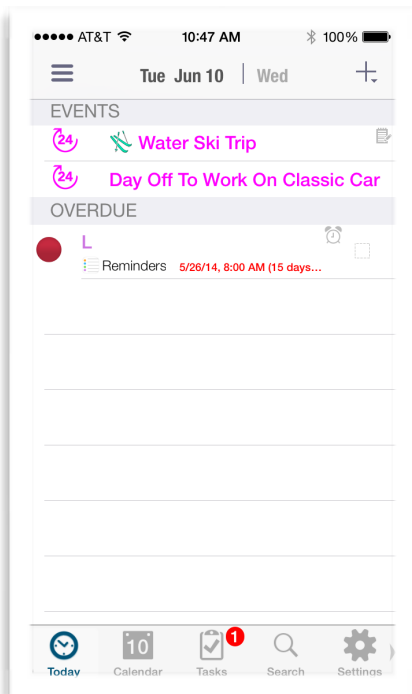 AT&T 10:47 AM 100%
Tue Jun 10 Wed
EVENTS
24 Water Ski Trip
24 Day Off To Work On Classic Car
OVERDUE
L
Reminders 5/26/14, 8:00 AM (15 days...
10 1
Today Calendar Tasks Search Settings